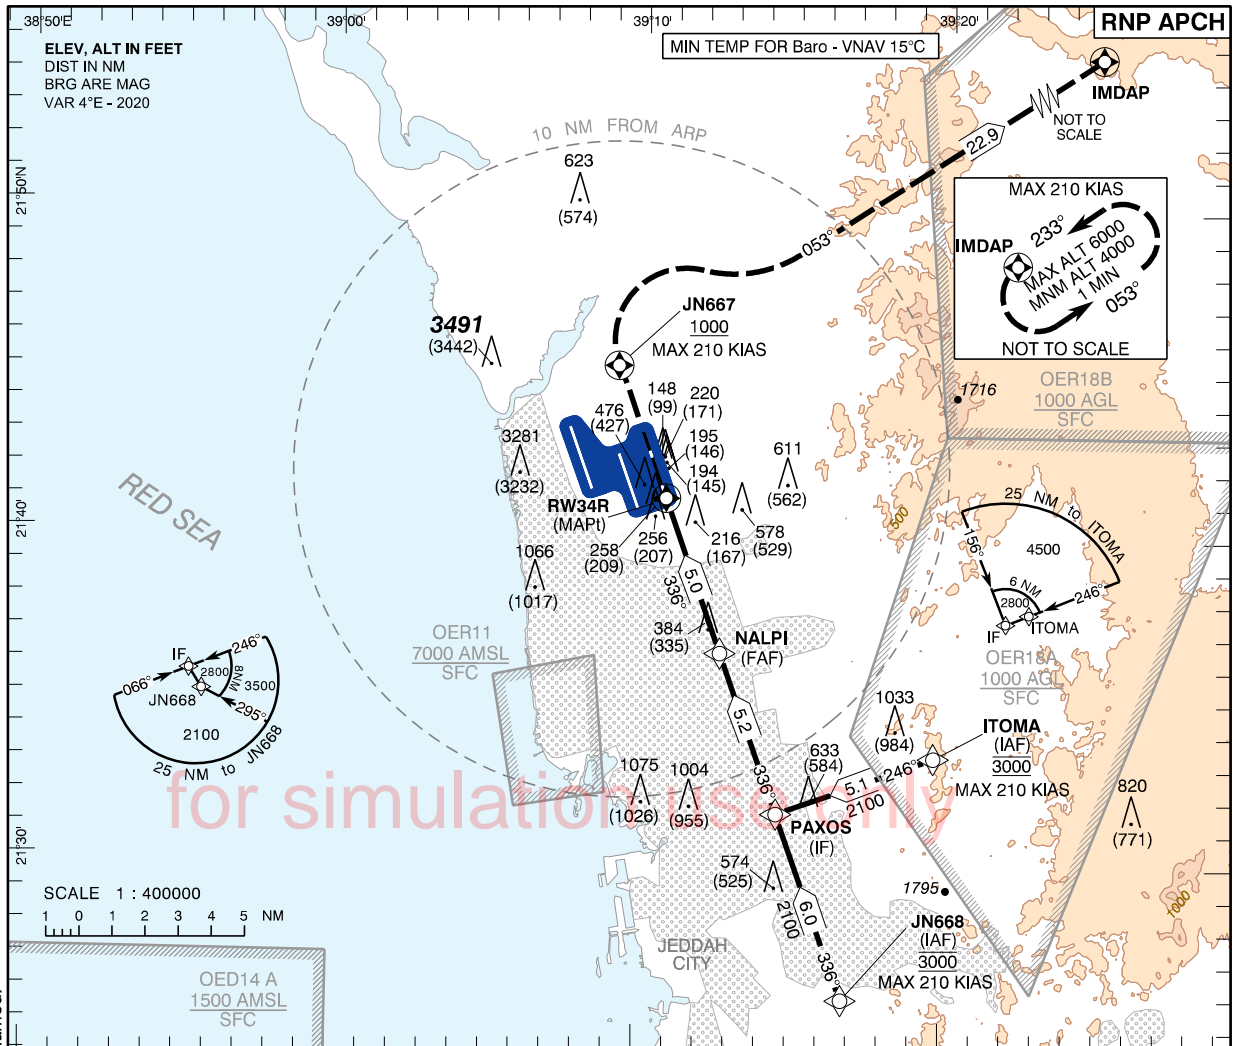 38°50'E
39°00'
39°10'
39°20'
RNP APCH
ELEV, ALT IN FEET
DIST IN NM
BRG ARE MAG
VAR 4°E - 2020
MIN TEMP FOR Baro - VNAV 15°C
IMDAP
NOT TO
SCALE
22.9
10 NM FROM ARP
623
(574)
21°50'N
053°
MAX 210 KIAS
233°
IMDAP
MAX ALT 6000
MNM ALT 4000
1 MIN
053°
NOT TO SCALE
JN667
1000
MAX 210 KIAS
3491
(3442)
OER18B
1000 AGL
SFC
1716
148
(99)
220
(171)
476
(427)
195
(146)
194
(145)
3281
(3232)
611
(562)
RED SEA
RW34R
(MAPt)
21°40'
500
25 NM to ITOMA
4500
156°
6 NM
2800
246°
IF
ITOMA
258
(209)
256
(207)
216
(167)
578
(529)
1066
(1017)
5.0
336°
OER11
7000 AMSL
SFC
384
(335)
NALPI
(FAF)
OER18A
1000 AGL
SFC
IF
246°
066°
2800
8NM
3500
JN668
295°
2100
25 NM to JN668
5.2
336°
1033
(984)
ITOMA
(IAF)
3000
MAX 210 KIAS
633
(584)
5.1
246°
2100
820
(771)
1075
(1026)
1004
(955)
for simulation use only
PAXOS
(IF)
21°30'
574
(525)
2100
6.0
336°
1795
1000
SCALE 1 : 400000
1 0 1 2 3 4 5 NM
JN668
(IAF)
3000
MAX 210 KIAS
JEDDAH
CITY
OED14 A
1500 AMSL
SFC